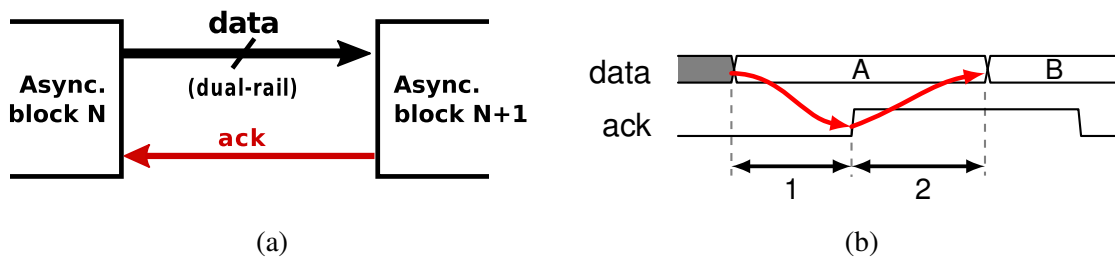 data
(dual-rail)
Async.
block N
Async.
block N+1
ack
(a)
data
A
B
ack
1
2
(b)